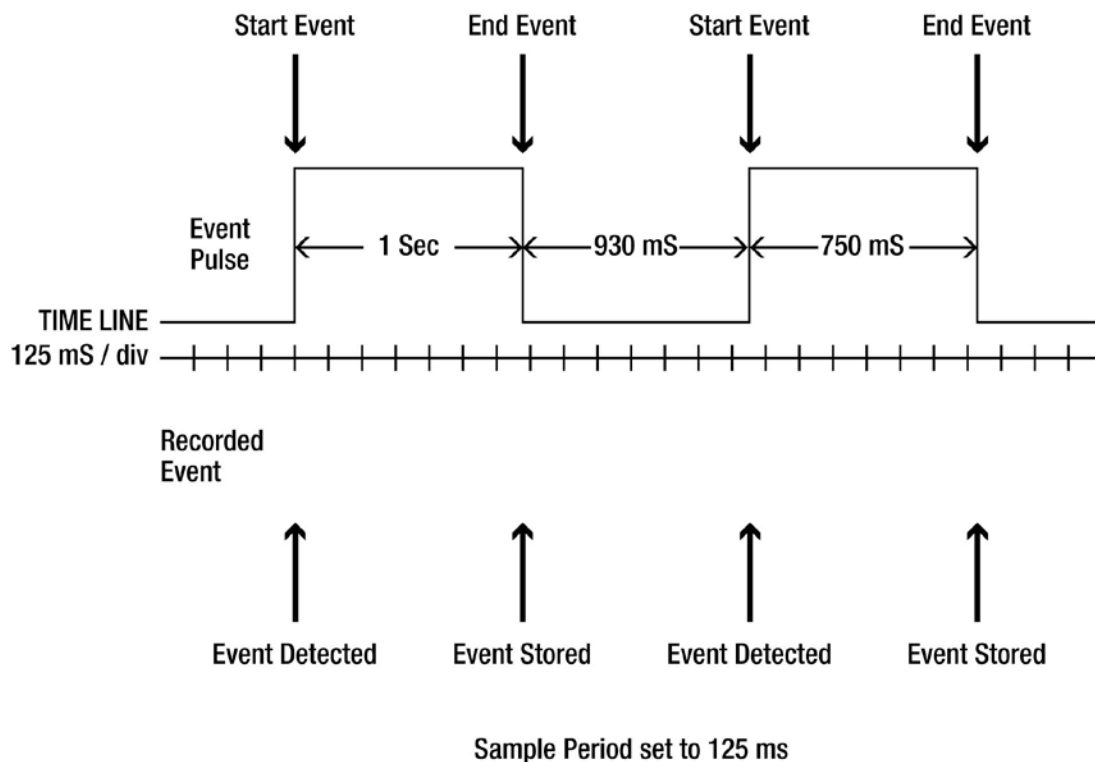 Start Event
End Event
Start Event
End Event
Event
Pulse
1 Sec
930 mS
750 mS
TIME LINE
125 mS / div
Recorded
Event
Event Detected
Event Stored
Event Detected
Event Stored
Sample Period set to 125 ms